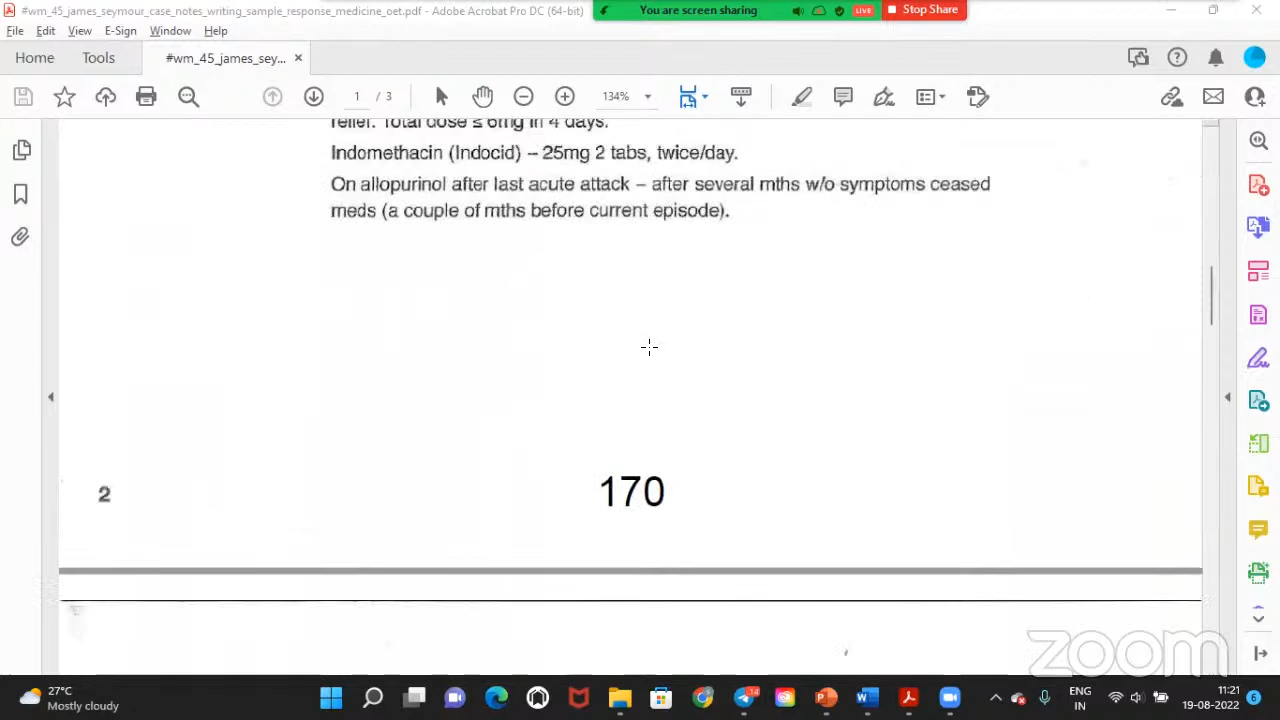 #wm_45_james_seymour_case_notes_writing_sample_response_medicine_oet.pdf - Adobe Acrobat Pro DC (64-bit)
You are screen sharing
LIVE
Stop Share
File Edit View E-Sign Window Help
Home Tools #wm_45_james_sey...
1 / 3 134%
relief. Total dose ≤ 6mg in 4 days.
Indomethacin (Indocid) – 25mg 2 tabs, twice/day.
On allopurinol after last acute attack – after several mths w/o symptoms ceased
meds (a couple of mths before current episode).
2
170
zoom
27°C
Mostly cloudy
14
ENG
IN
11:21
19-08-2022
6